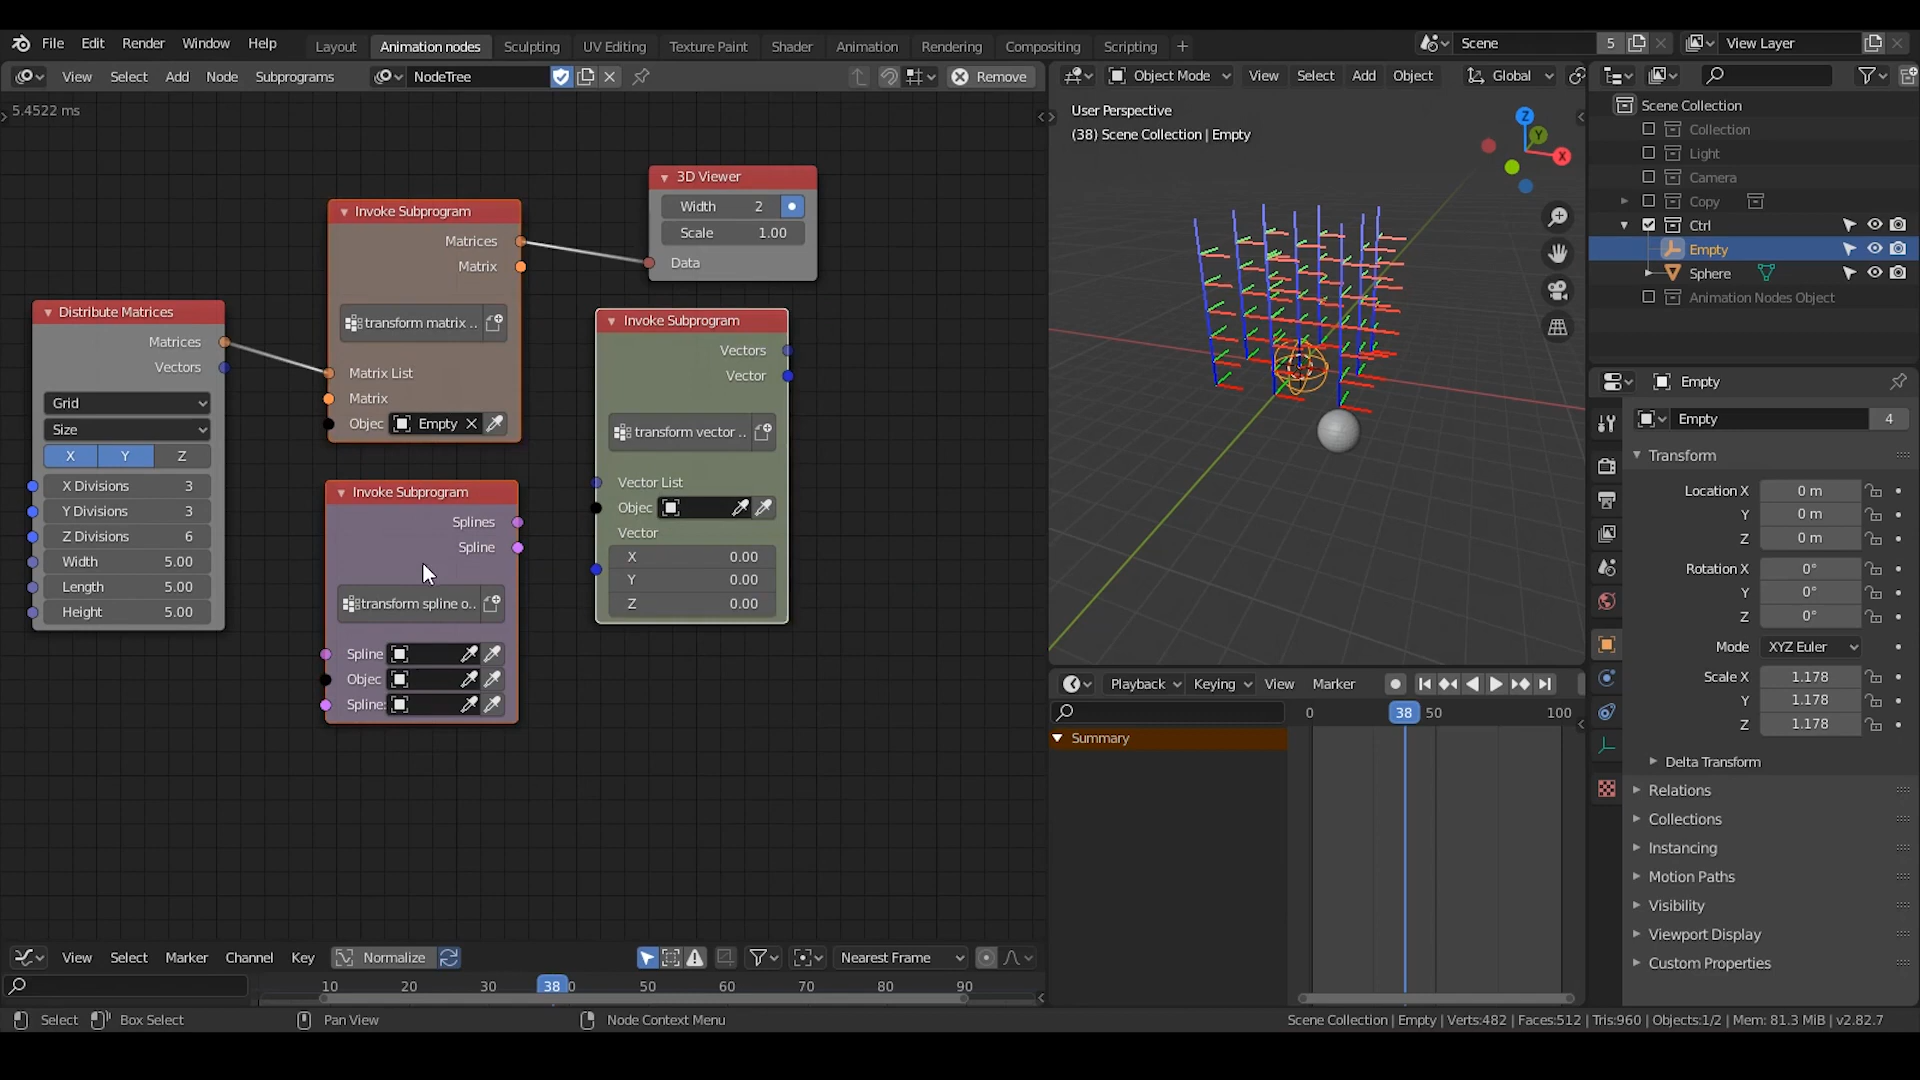 File Edit Render Window Help
Layout Animation nodes Sculpting UV Editing Texture Paint Shader Animation Rendering Compositing Scripting +
Scene 5
View Layer
View Select Add Node Subprograms
NodeTree
Remove
Object Mode View Select Add Object Global
5.4522 ms
3D Viewer
Width 2
Scale 1.00
Data
Invoke Subprogram
Matrices
Matrix
transform matrix ..
Matrix List
Matrix
Objec Empty
Distribute Matrices
Matrices
Vectors
Grid
Size
X Y Z
X Divisions 3
Y Divisions 3
Z Divisions 6
Width 5.00
Length 5.00
Height 5.00
Invoke Subprogram
Vectors
Vector
transform vector ..
Vector List
Objec
Vector
X 0.00
Y 0.00
Z 0.00
Invoke Subprogram
Splines
Spline
transform spline o..
Spline
Objec
Spline:
User Perspective
(38) Scene Collection | Empty
Z
Y
X
Playback Keying View Marker
0 38 50 100
Summary
View Select Marker Channel Key Normalize Nearest Frame
10 20 30 38 0 50 60 70 80 90
Scene Collection
Collection
Light
Camera
Copy
Ctrl
Empty
Sphere
Animation Nodes Object
Empty
Empty 4
Transform
Location X 0 m
Y 0 m
Z 0 m
Rotation X 0°
Y 0°
Z 0°
Mode XYZ Euler
Scale X 1.178
Y 1.178
Z 1.178
Delta Transform
Relations
Collections
Instancing
Motion Paths
Visibility
Viewport Display
Custom Properties
Select Box Select Pan View Node Context Menu
Scene Collection | Empty | Verts:482 | Faces:512 | Tris:960 | Objects:1/2 | Mem: 81.3 MiB | v2.82.7